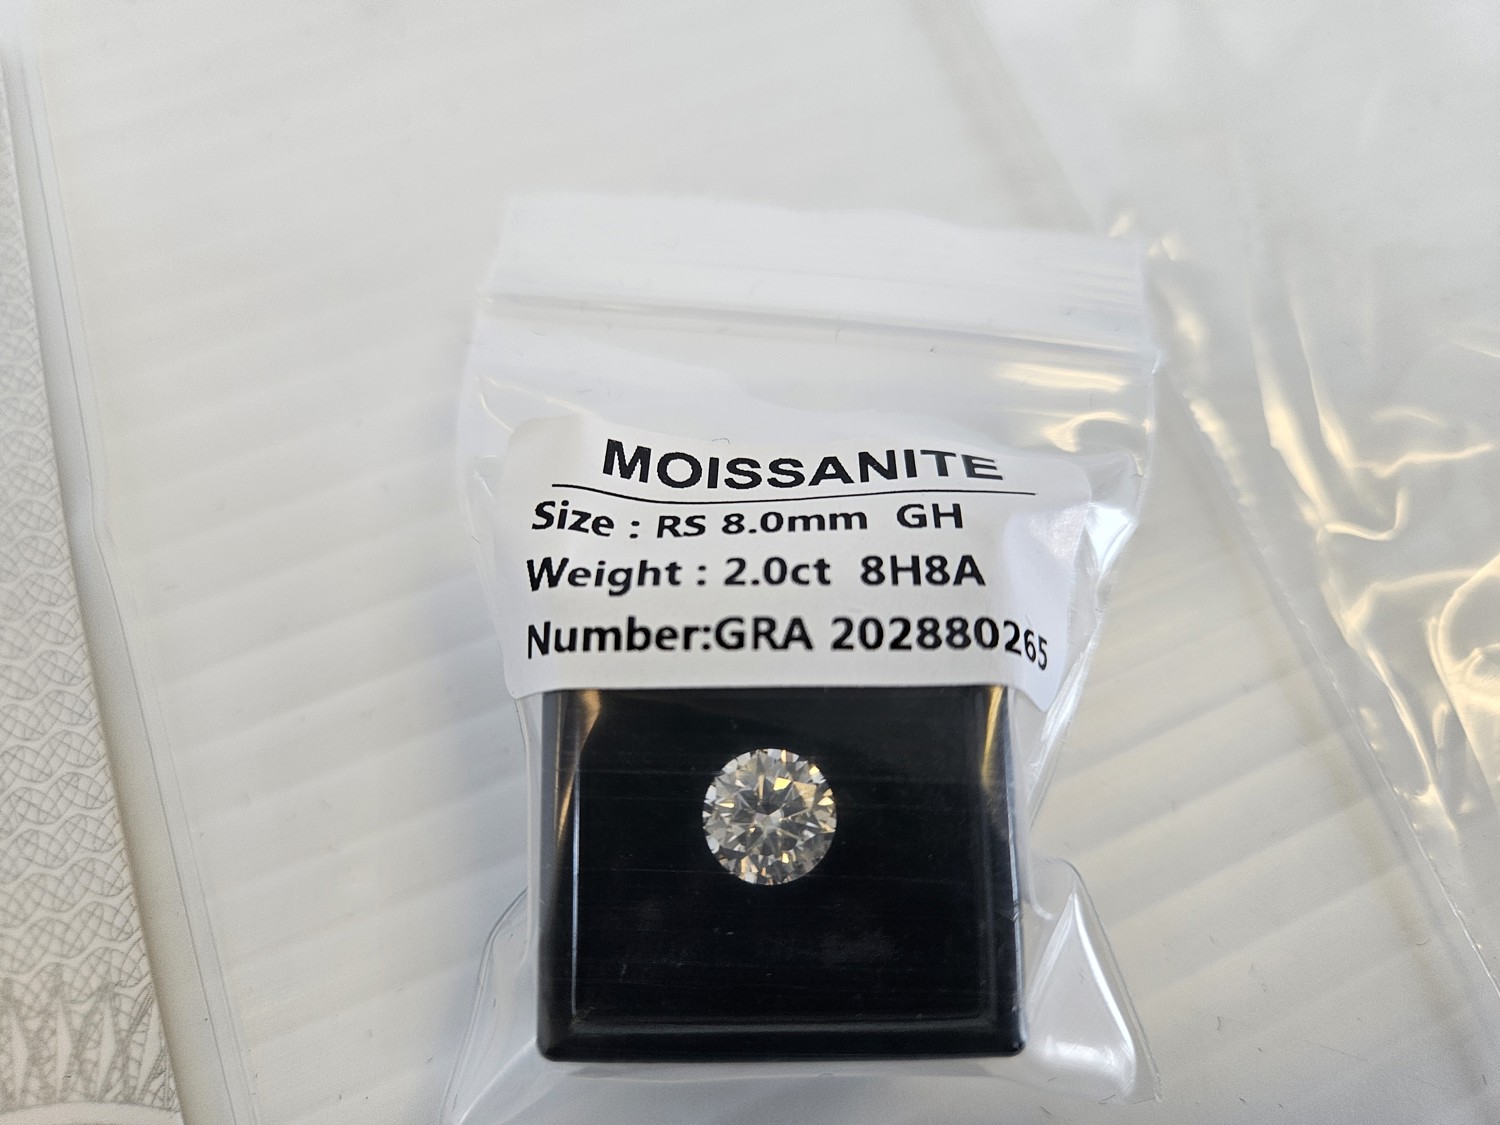 MOISSANITE
Size : RS 8.0mm GH
Weight : 2.0ct 8H8A
Number:GRA 202880265